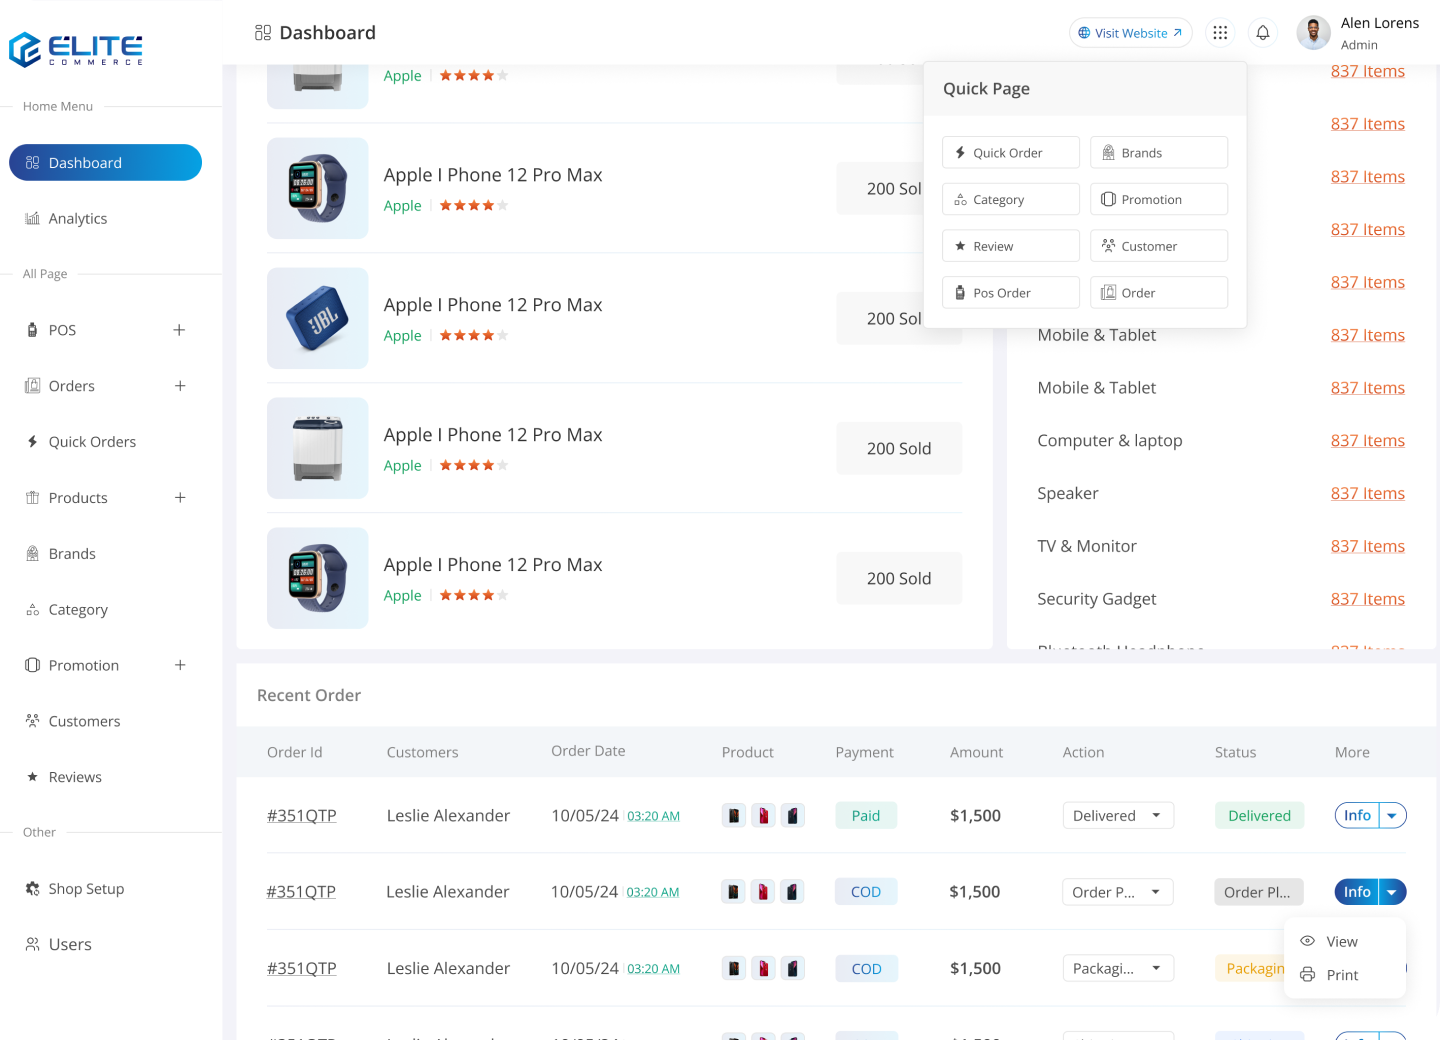 ELITE
COMMERCE
Dashboard
Visit Website
Alen Lorens
Admin
Home Menu
Dashboard
Analytics
All Page
POS
Orders
Quick Orders
Products
Brands
Category
Promotion
Customers
Reviews
Other
Shop Setup
Users
Apple
Apple I Phone 12 Pro Max
Apple
200 Sol
Apple I Phone 12 Pro Max
Apple
200 Sol
JBL
Apple I Phone 12 Pro Max
Apple
200 Sold
Apple I Phone 12 Pro Max
Apple
200 Sold
Quick Page
Quick Order
Brands
Category
Promotion
Review
Customer
Pos Order
Order
837 Items
837 Items
837 Items
837 Items
837 Items
Mobile & Tablet 837 Items
Mobile & Tablet 837 Items
Computer & laptop 837 Items
Speaker 837 Items
TV & Monitor 837 Items
Security Gadget 837 Items
Recent Order
Order Id Customers Order Date Product Payment Amount Action Status More
#351QTP Leslie Alexander 10/05/24 03:20 AM Paid $1,500 Delivered Delivered Info
#351QTP Leslie Alexander 10/05/24 03:20 AM COD $1,500 Order P... Order Pl... Info
#351QTP Leslie Alexander 10/05/24 03:20 AM COD $1,500 Packagi... Packagin
View
Print